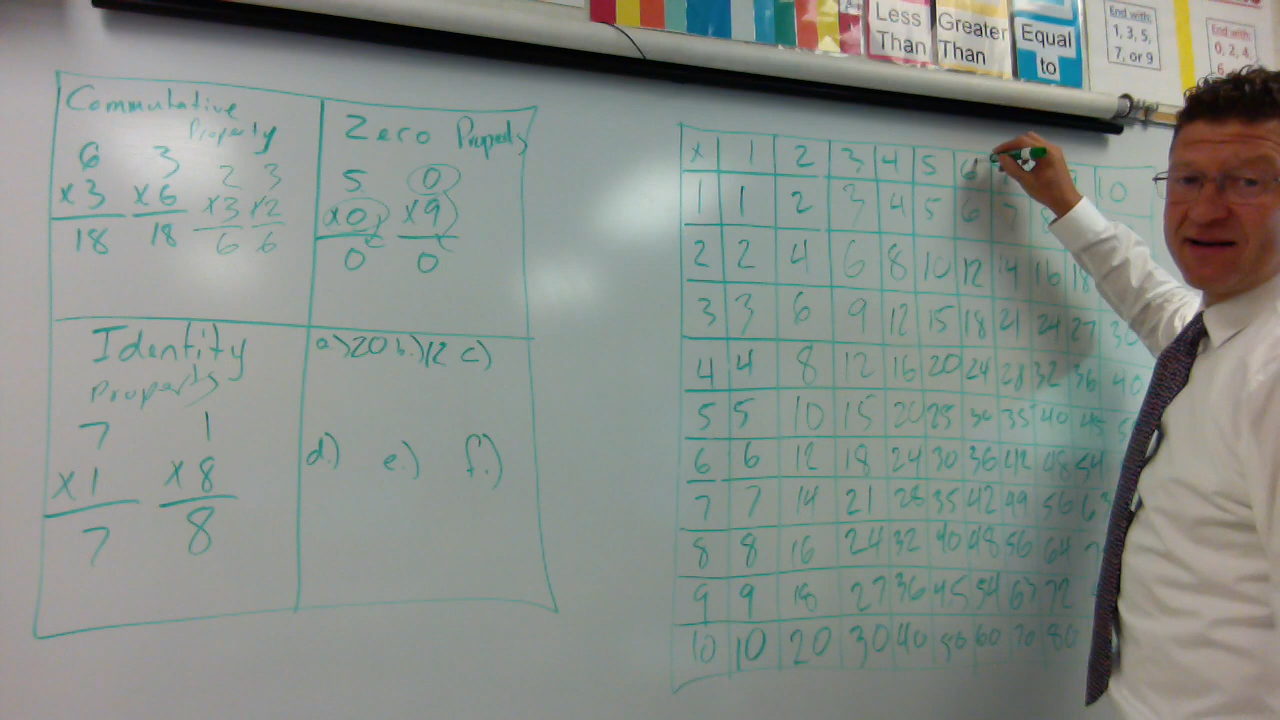 Less Than
Greater Than
Equal to
End with: 1, 3, 5, 7, or 9
End with: 0, 2, 4,
Commutative Property
6 3 2 3
x3 x6 x3 x2
18 18 6 6
Zero Property
5 0
x0 x9
0 0
Identity
Property
7 1
x1 x8
7 8
a.)20 b.)12 c.)
d.) e.) f.)
x 1 2 3 4 5 6 10
1 1 2 3 4 5 6 7 8
2 2 4 6 8 10 12 14 16 18
3 3 6 9 12 15 18 21 24 27 30
4 4 8 12 16 20 24 28 32 36 40
5 5 10 15 20 25 30 35 40 45
6 6 12 18 24 30 36 42 48 54
7 7 14 21 28 35 42 49 56 63
8 8 16 24 32 40 48 56 64
9 9 18 27 36 45 54 63 72
10 10 20 30 40 50 60 70 80